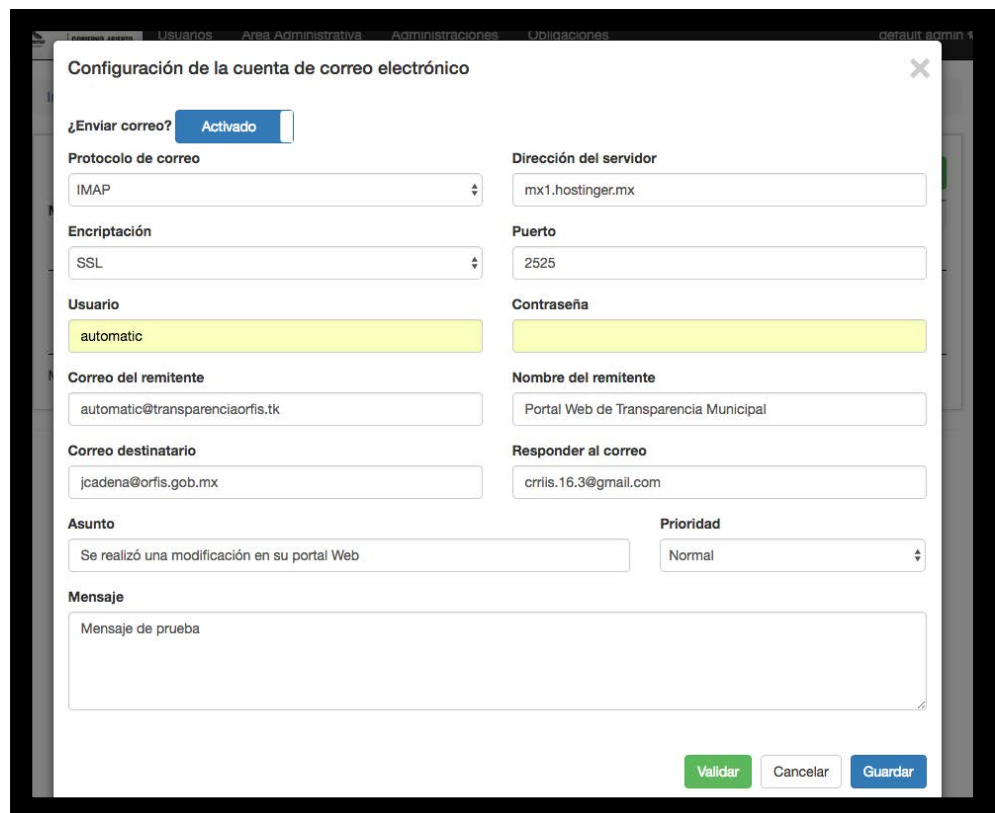 GOBIERNO ABIERTO Usuarios Área Administrativa Administraciones Obligaciones default admin
Configuración de la cuenta de correo electrónico
¿Enviar correo? Activado
Protocolo de correo Dirección del servidor
IMAP mx1.hostinger.mx
Encriptación Puerto
SSL 2525
Usuario Contraseña
automatic
Correo del remitente Nombre del remitente
automatic@transparenciaorfis.tk Portal Web de Transparencia Municipal
Correo destinatario Responder al correo
jcadena@orfis.gob.mx crriis.16.3@gmail.com
Asunto Prioridad
Se realizó una modificación en su portal Web Normal
Mensaje
Mensaje de prueba
Validar Cancelar Guardar